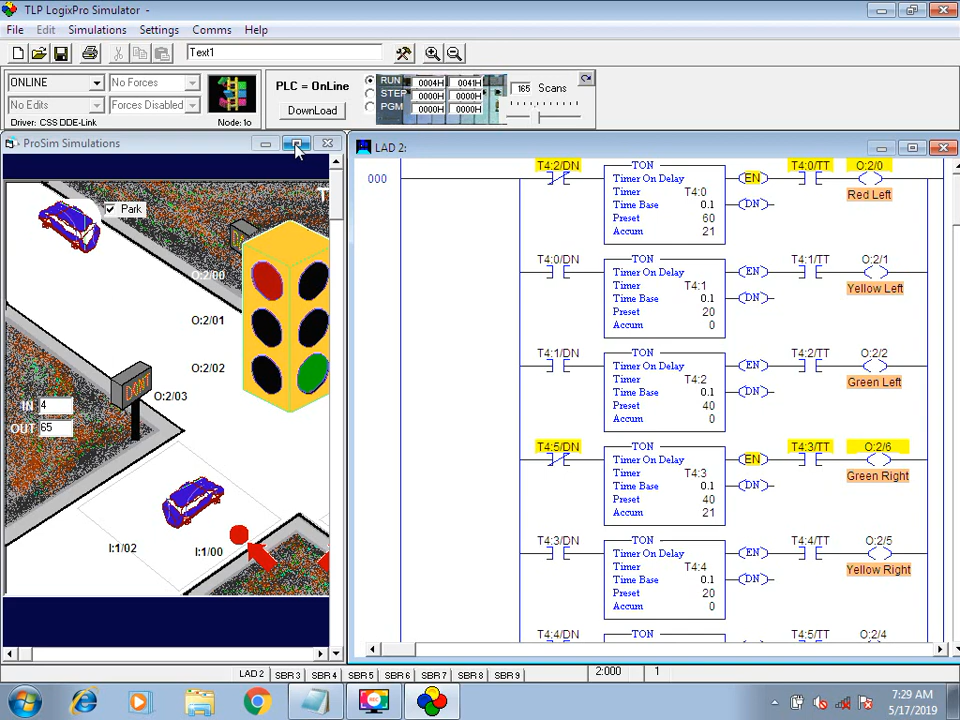 TLP LogixPro Simulator -
File Edit Simulations Settings Comms Help
Text1
ONLINE No Forces
No Edits Forces Disabled
Driver: CSS DDE-Link Node: 1o
PLC = OnLine
DownLoad
RUN 0004H 0041H
STEP 0000H 0000H
PGM 0000H 0000H
165 Scans
ProSim Simulations
Park
O:2/00
O:2/01
O:2/02
O:2/03
DONT
IN 4
OUT 65
I:1/02
I:1/00
LAD 2:
000
T4:2/DN
TON
Timer On Delay
Timer T4:0
Time Base 0.1
Preset 60
Accum 21
EN
DN
T4:0/TT
O:2/0
Red Left
T4:0/DN
TON
Timer On Delay
Timer T4:1
Time Base 0.1
Preset 20
Accum 0
EN
DN
T4:1/TT
O:2/1
Yellow Left
T4:1/DN
TON
Timer On Delay
Timer T4:2
Time Base 0.1
Preset 40
Accum 0
EN
DN
T4:2/TT
O:2/2
Green Left
T4:5/DN
TON
Timer On Delay
Timer T4:3
Time Base 0.1
Preset 40
Accum 21
EN
DN
T4:3/TT
O:2/6
Green Right
T4:3/DN
TON
Timer On Delay
Timer T4:4
Time Base 0.1
Preset 20
Accum 0
EN
DN
T4:4/TT
O:2/5
Yellow Right
T4:4/DN
TON
T4:5/TT
O:2/4
LAD 2 SBR 3 SBR 4 SBR 5 SBR 6 SBR 7 SBR 8 SBR 9
2:000 1
7:29 AM
5/17/2019